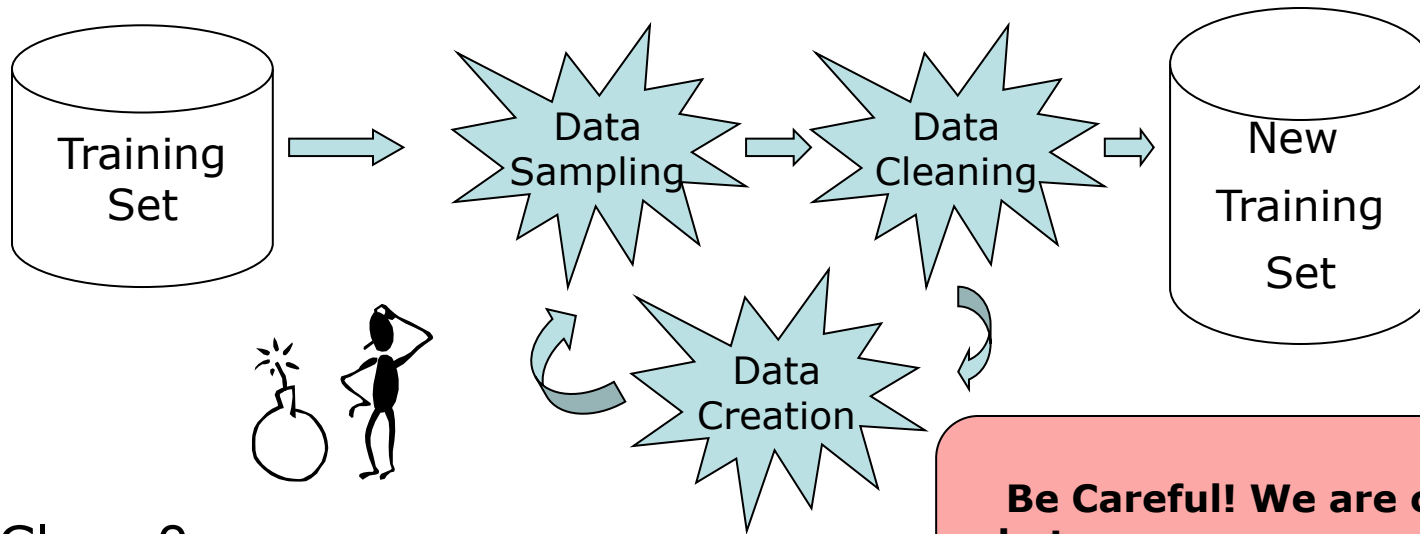 Training
Set
Data
Sampling
Data
Cleaning
New
Training
Set
Data
Creation
Be Careful! We are